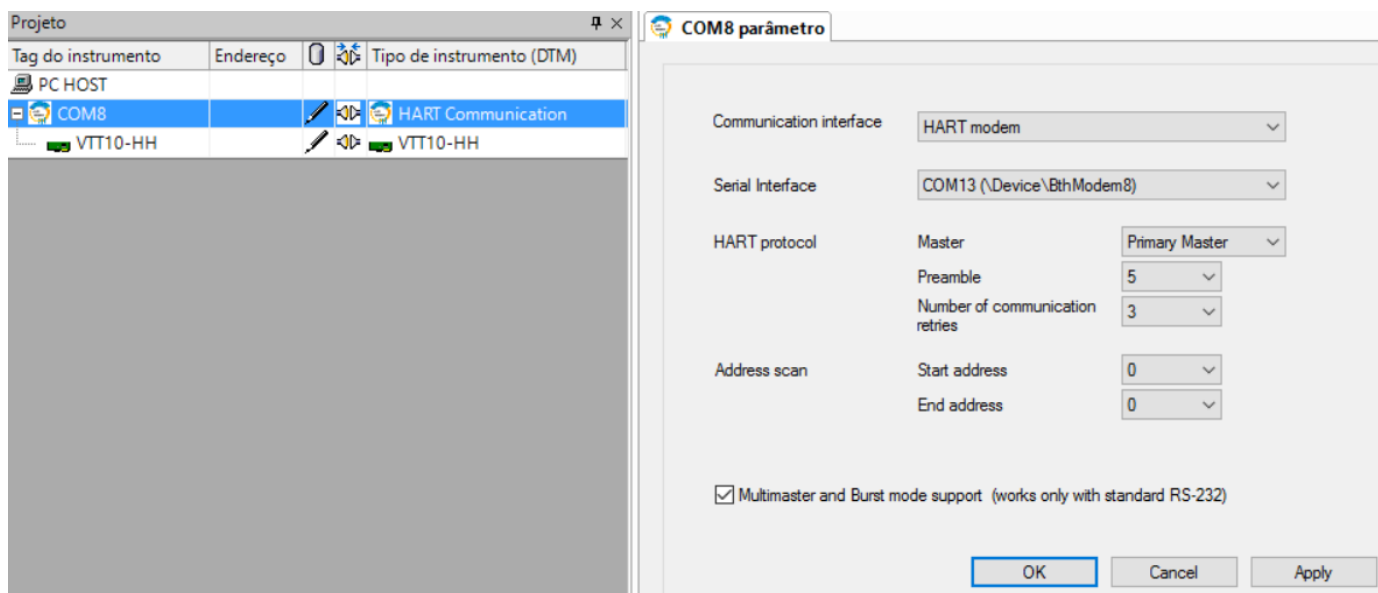 Projeto
Tag do instrumento Endereço Tipo de instrumento (DTM)
PC HOST
COM8 HART Communication
VTT10-HH VTT10-HH
COM8 parâmetro
Communication interface HART modem
Serial Interface COM13 (\Device\BthModem8)
HART protocol Master Primary Master
Preamble 5
Number of communication
retries 3
Address scan Start address 0
End address 0
Multimaster and Burst mode support (works only with standard RS-232)
OK Cancel Apply